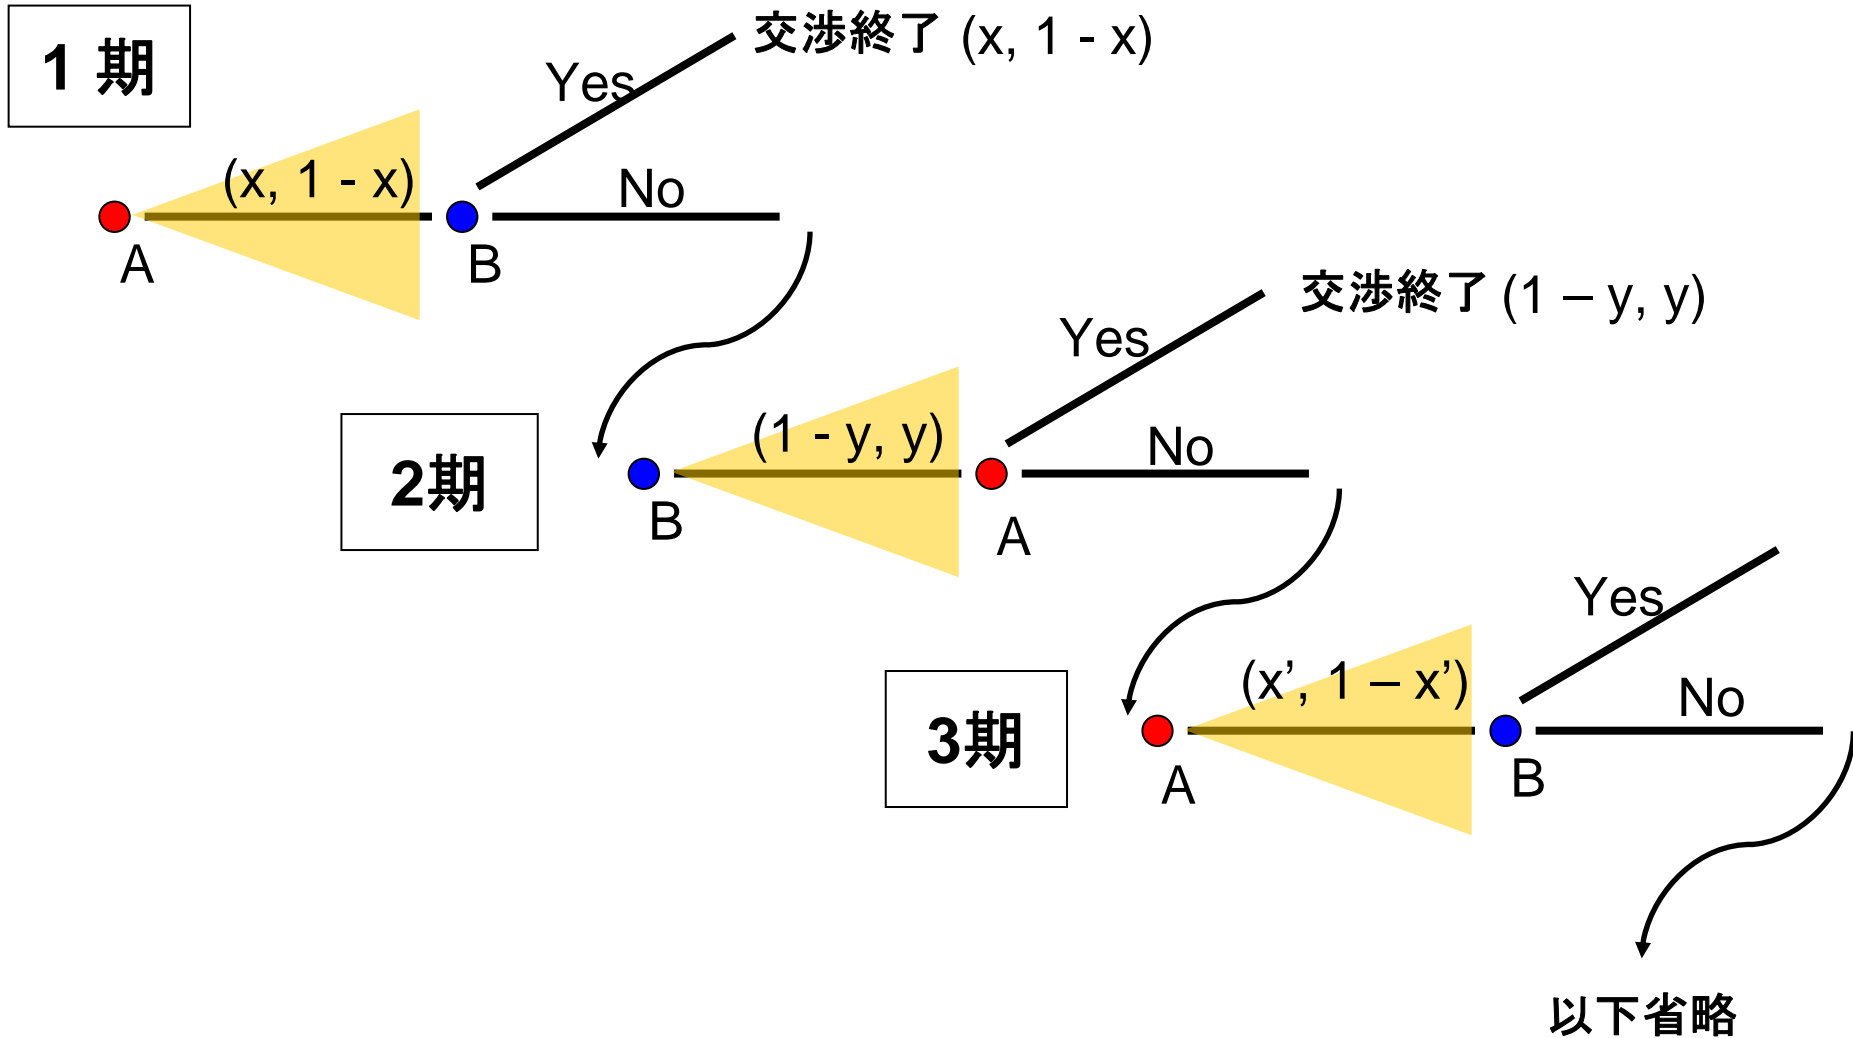 1 期
交渉終了 (x, 1 - x)
Yes
(x, 1 - x)
No
A
B
交渉終了 (1 – y, y)
Yes
2期
(1 - y, y)
No
B
A
Yes
3期
(x’, 1 – x’)
No
A
B
以下省略